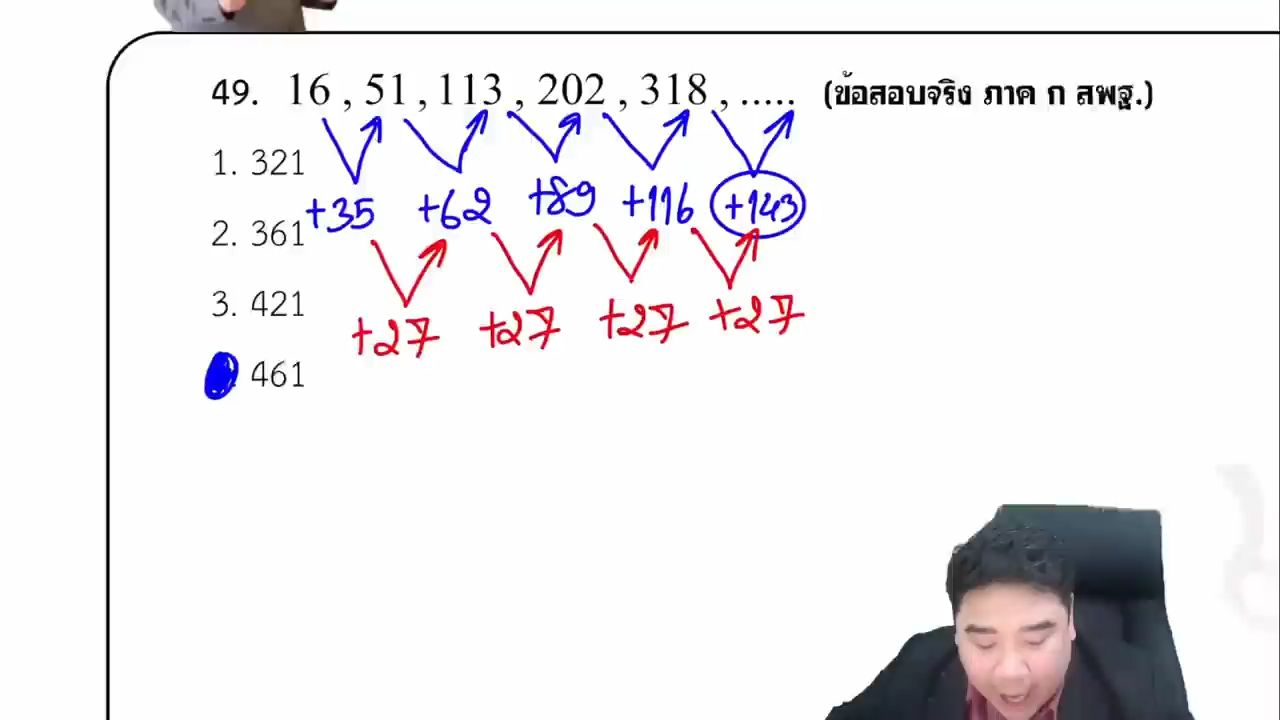 49. 16 , 51 , 113 , 202 , 318 , ..... (ข้อสอบจริง ภาค ก สพฐ.)
1. 321
+35 +62 +89 +116 +143
2. 361
3. 421
+27 +27 +27 +27
461